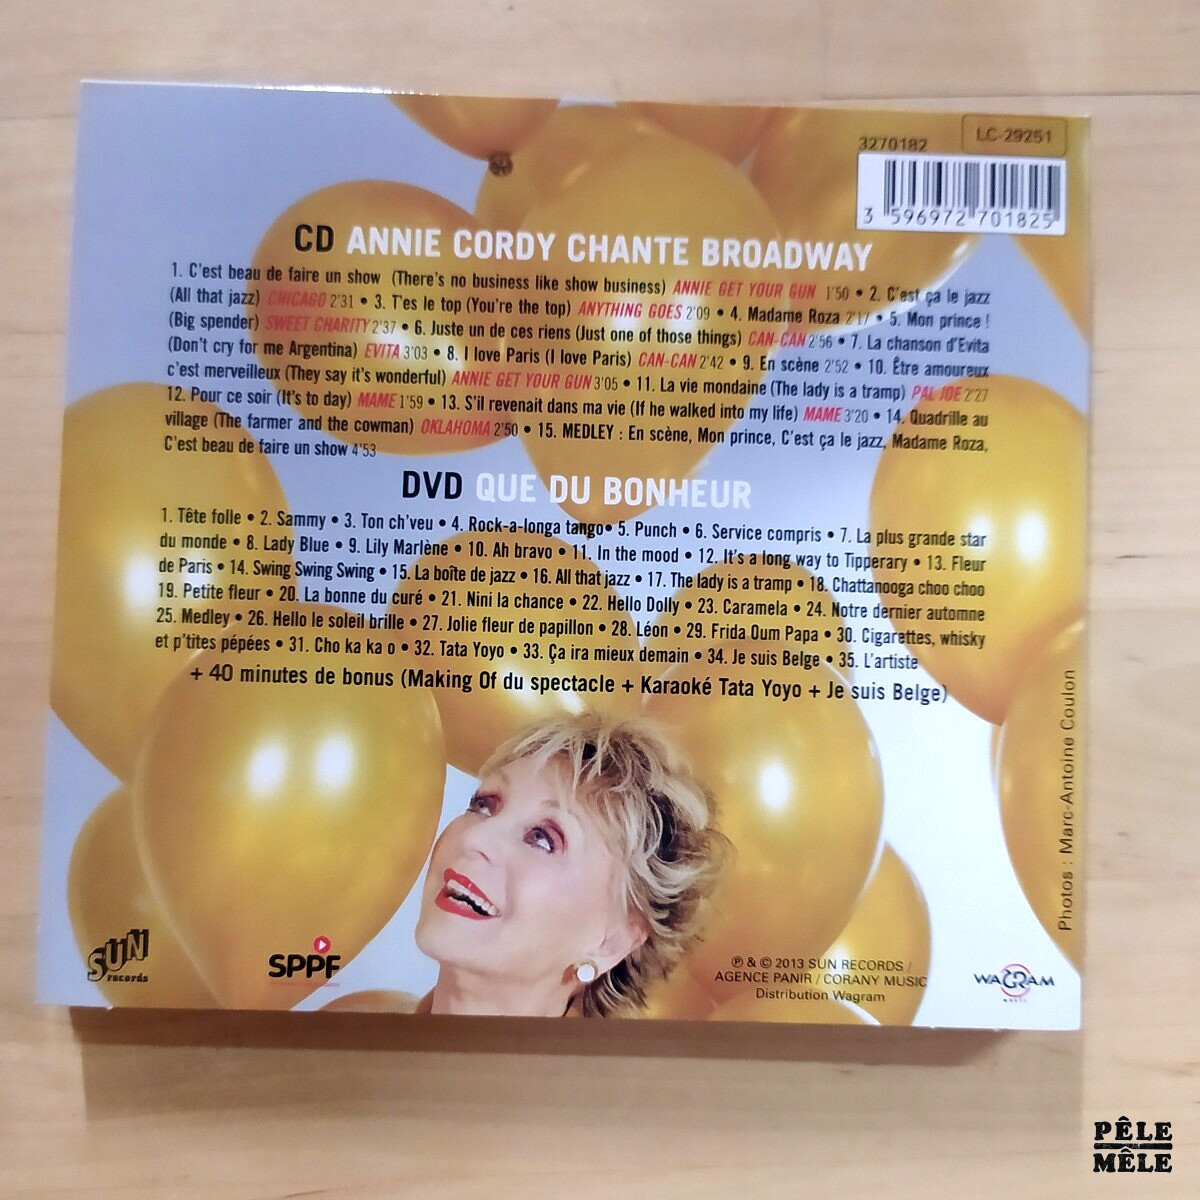 3270182
LC-29251
3 596972 701825
CD ANNIE CORDY CHANTE BROADWAY
1. C'est beau de faire un show (There's no business like show business) ANNIE GET YOUR GUN 1'50 • 2. C'est ça le jazz
(All that jazz) CHICAGO 2'31 • 3. T'es le top (You're the top) ANYTHING GOES 2'09 • 4. Madame Roza 2'17 • 5. Mon prince !
(Big spender) SWEET CHARITY 2'37 • 6. Juste un de ces riens (Just one of those things) CAN-CAN 2'56 • 7. La chanson d'Evita
(Don't cry for me Argentina) EVITA 3'03 • 8. I love Paris (I love Paris) CAN-CAN 2'42 • 9. En scène 2'52 • 10. Être amoureux
c'est merveilleux (They say it's wonderful) ANNIE GET YOUR GUN 3'05 • 11. La vie mondaine (The lady is a tramp) PAL JOE 2'27
12. Pour ce soir (It's to day) MAME 1'59 • 13. S'il revenait dans ma vie (If he walked into my life) MAME 3'20 • 14. Quadrille au
village (The farmer and the cowman) OKLAHOMA 2'50 • 15. MEDLEY : En scène, Mon prince, C'est ça le jazz, Madame Roza,
C'est beau de faire un show 4'53
DVD QUE DU BONHEUR
1. Tête folle • 2. Sammy • 3. Ton ch'veu • 4. Rock-a-longa tango• 5. Punch • 6. Service compris • 7. La plus grande star
du monde • 8. Lady Blue • 9. Lily Marlène • 10. Ah bravo • 11. In the mood • 12. It's a long way to Tipperary • 13. Fleur
de Paris • 14. Swing Swing Swing • 15. La boîte de jazz • 16. All that jazz • 17. The lady is a tramp • 18. Chattanooga choo choo
19. Petite fleur • 20. La bonne du curé • 21. Nini la chance • 22. Hello Dolly • 23. Caramela • 24. Notre dernier automne
25. Medley • 26. Hello le soleil brille • 27. Jolie fleur de papillon • 28. Léon • 29. Frida Oum Papa • 30. Cigarettes, whisky
et p'tites pépées • 31. Cho ka ka o • 32. Tata Yoyo • 33. Ça ira mieux demain • 34. Je suis Belge • 35. L'artiste
+ 40 minutes de bonus (Making Of du spectacle + Karaoké Tata Yoyo + Je suis Belge)
Photos : Marc-Antoine Coulon
SUN
records
SPPF
℗ & © 2013 SUN RECORDS /
AGENCE PANIR / CORANY MUSIC
Distribution Wagram
WAGRAM
PÊLE
MÊLE